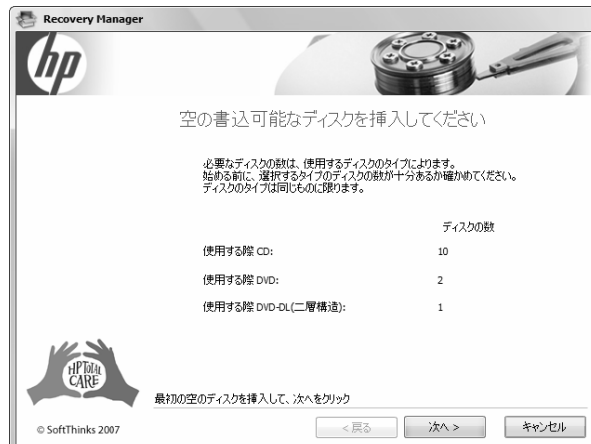 Recovery Manager
hp
空の書込可能なディスクを挿入してください
必要なディスクの数は、使用するディスクのタイプによります。
始める前に、選択するタイプのディスクの数が十分あるか確かめてください。
ディスクのタイプは同じものに限ります。
ディスクの数
使用する際 CD: 10
使用する際 DVD: 2
使用する際 DVD-DL(二層構造): 1
HP TOTAL
CARE
最初の空のディスクを挿入して、次へをクリック
© SoftThinks 2007
< 戻る 次へ > キャンセル